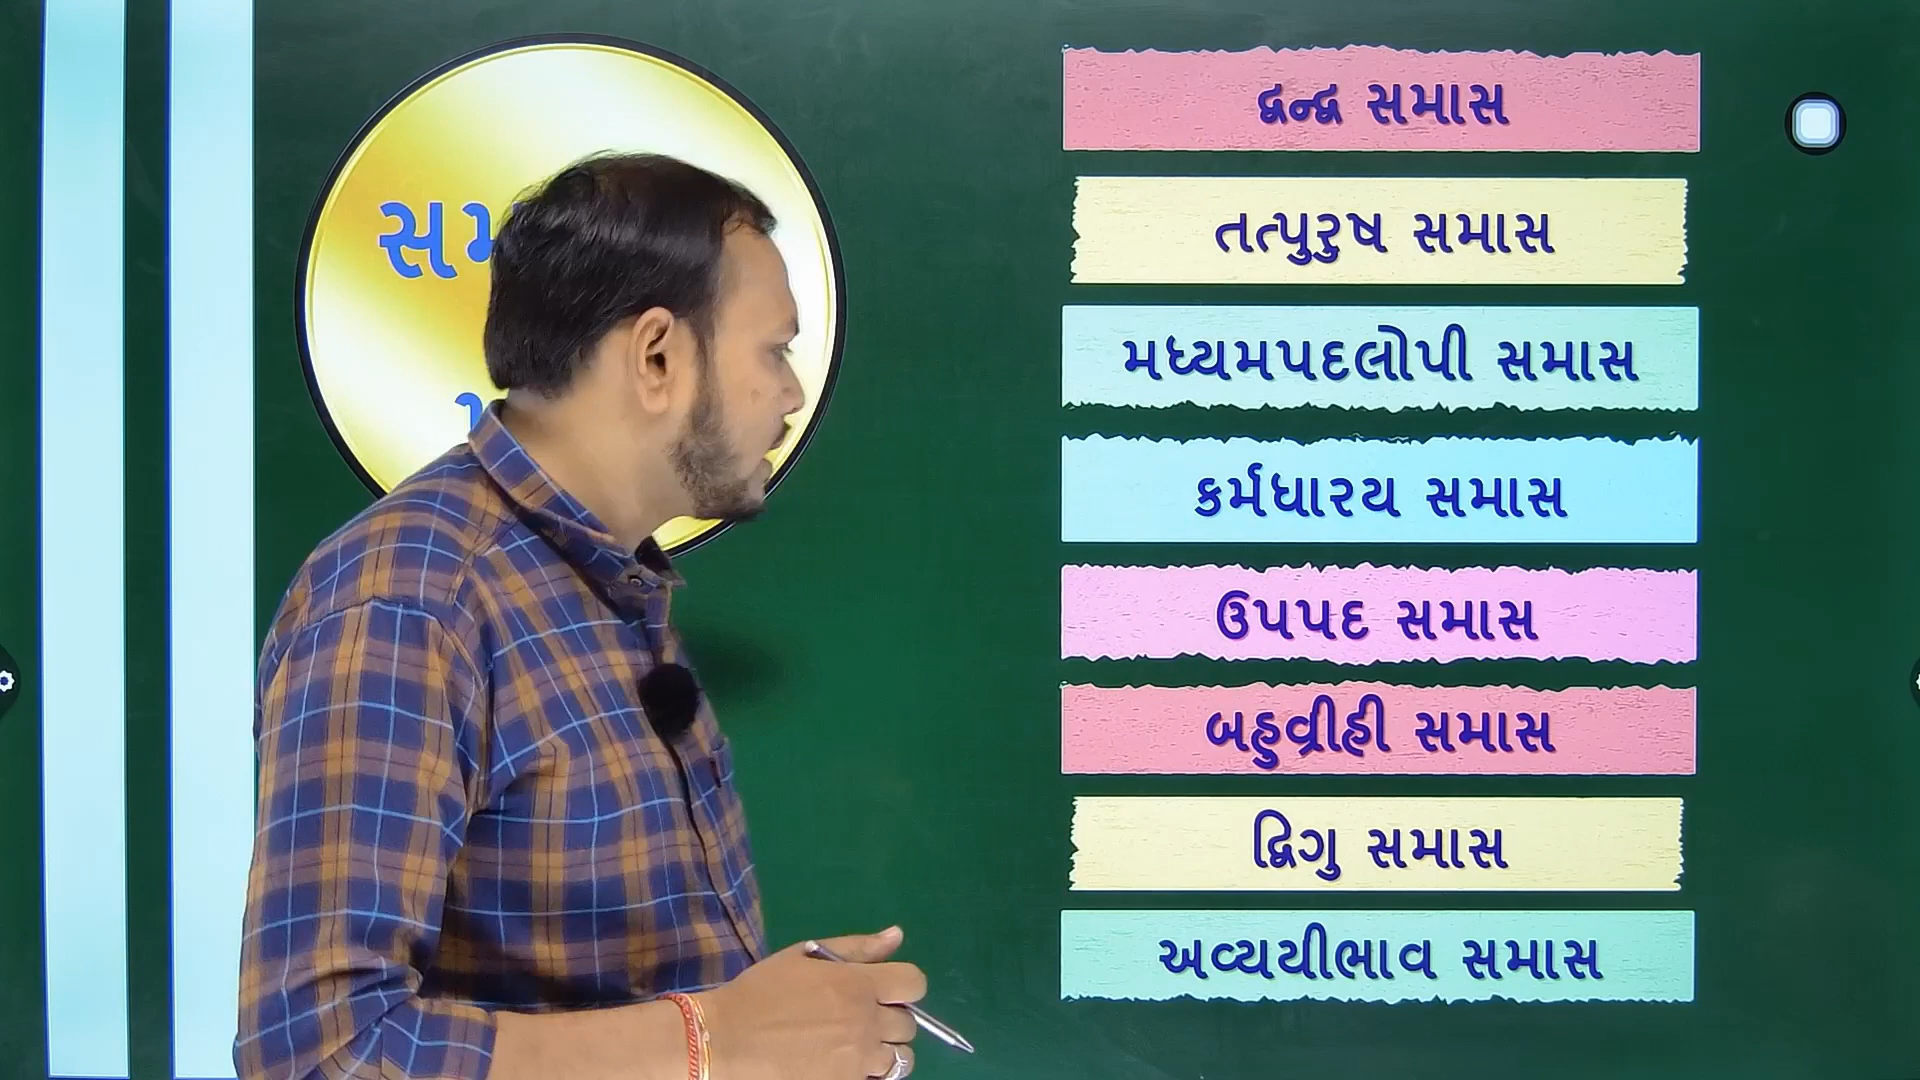 દ્વન્દ્વ સમાસ
તત્પુરુષ સમાસ
મધ્યમપદલોપી સમાસ
કર્મધારય સમાસ
ઉપપદ સમાસ
બહુવ્રીહી સમાસ
દ્વિગુ સમાસ
અવ્યયીભાવ સમાસ